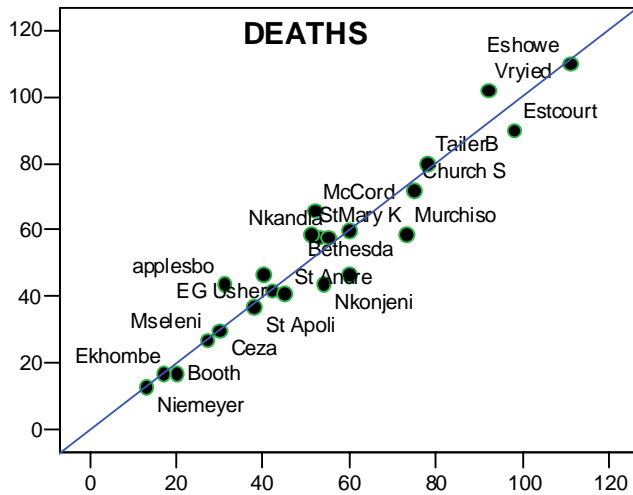 DEATHS
120
100
80
60
40
20
0
Eshowe
Vryied
Estcourt
TailerB
Church S
McCord
Nkandla
StMary K
Murchiso
Bethesda
applesbo
St Andre
EG Usher
Nkonjeni
Mseleni
St Apoli
Ceza
Ekhombe
Booth
Niemeyer
0 20 40 60 80 100 120